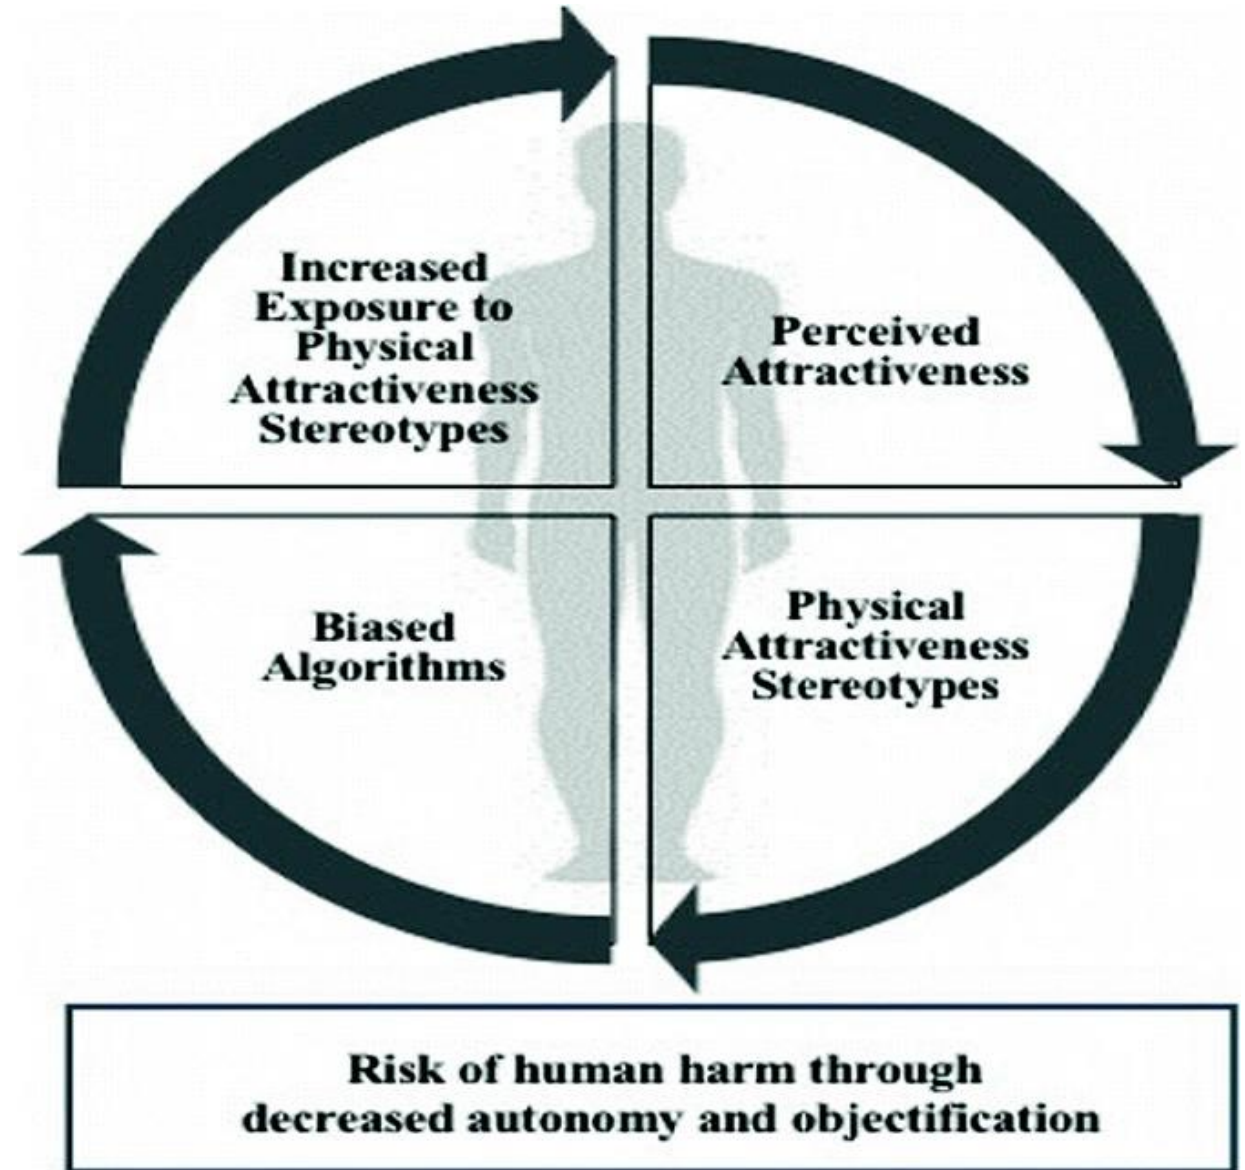 Increased
Exposure to
Physical
Attractiveness
Stereotypes
Perceived
Attractiveness
Biased
Algorithms
Physical
Attractiveness
Stereotypes
Risk of human harm through
decreased autonomy and objectification